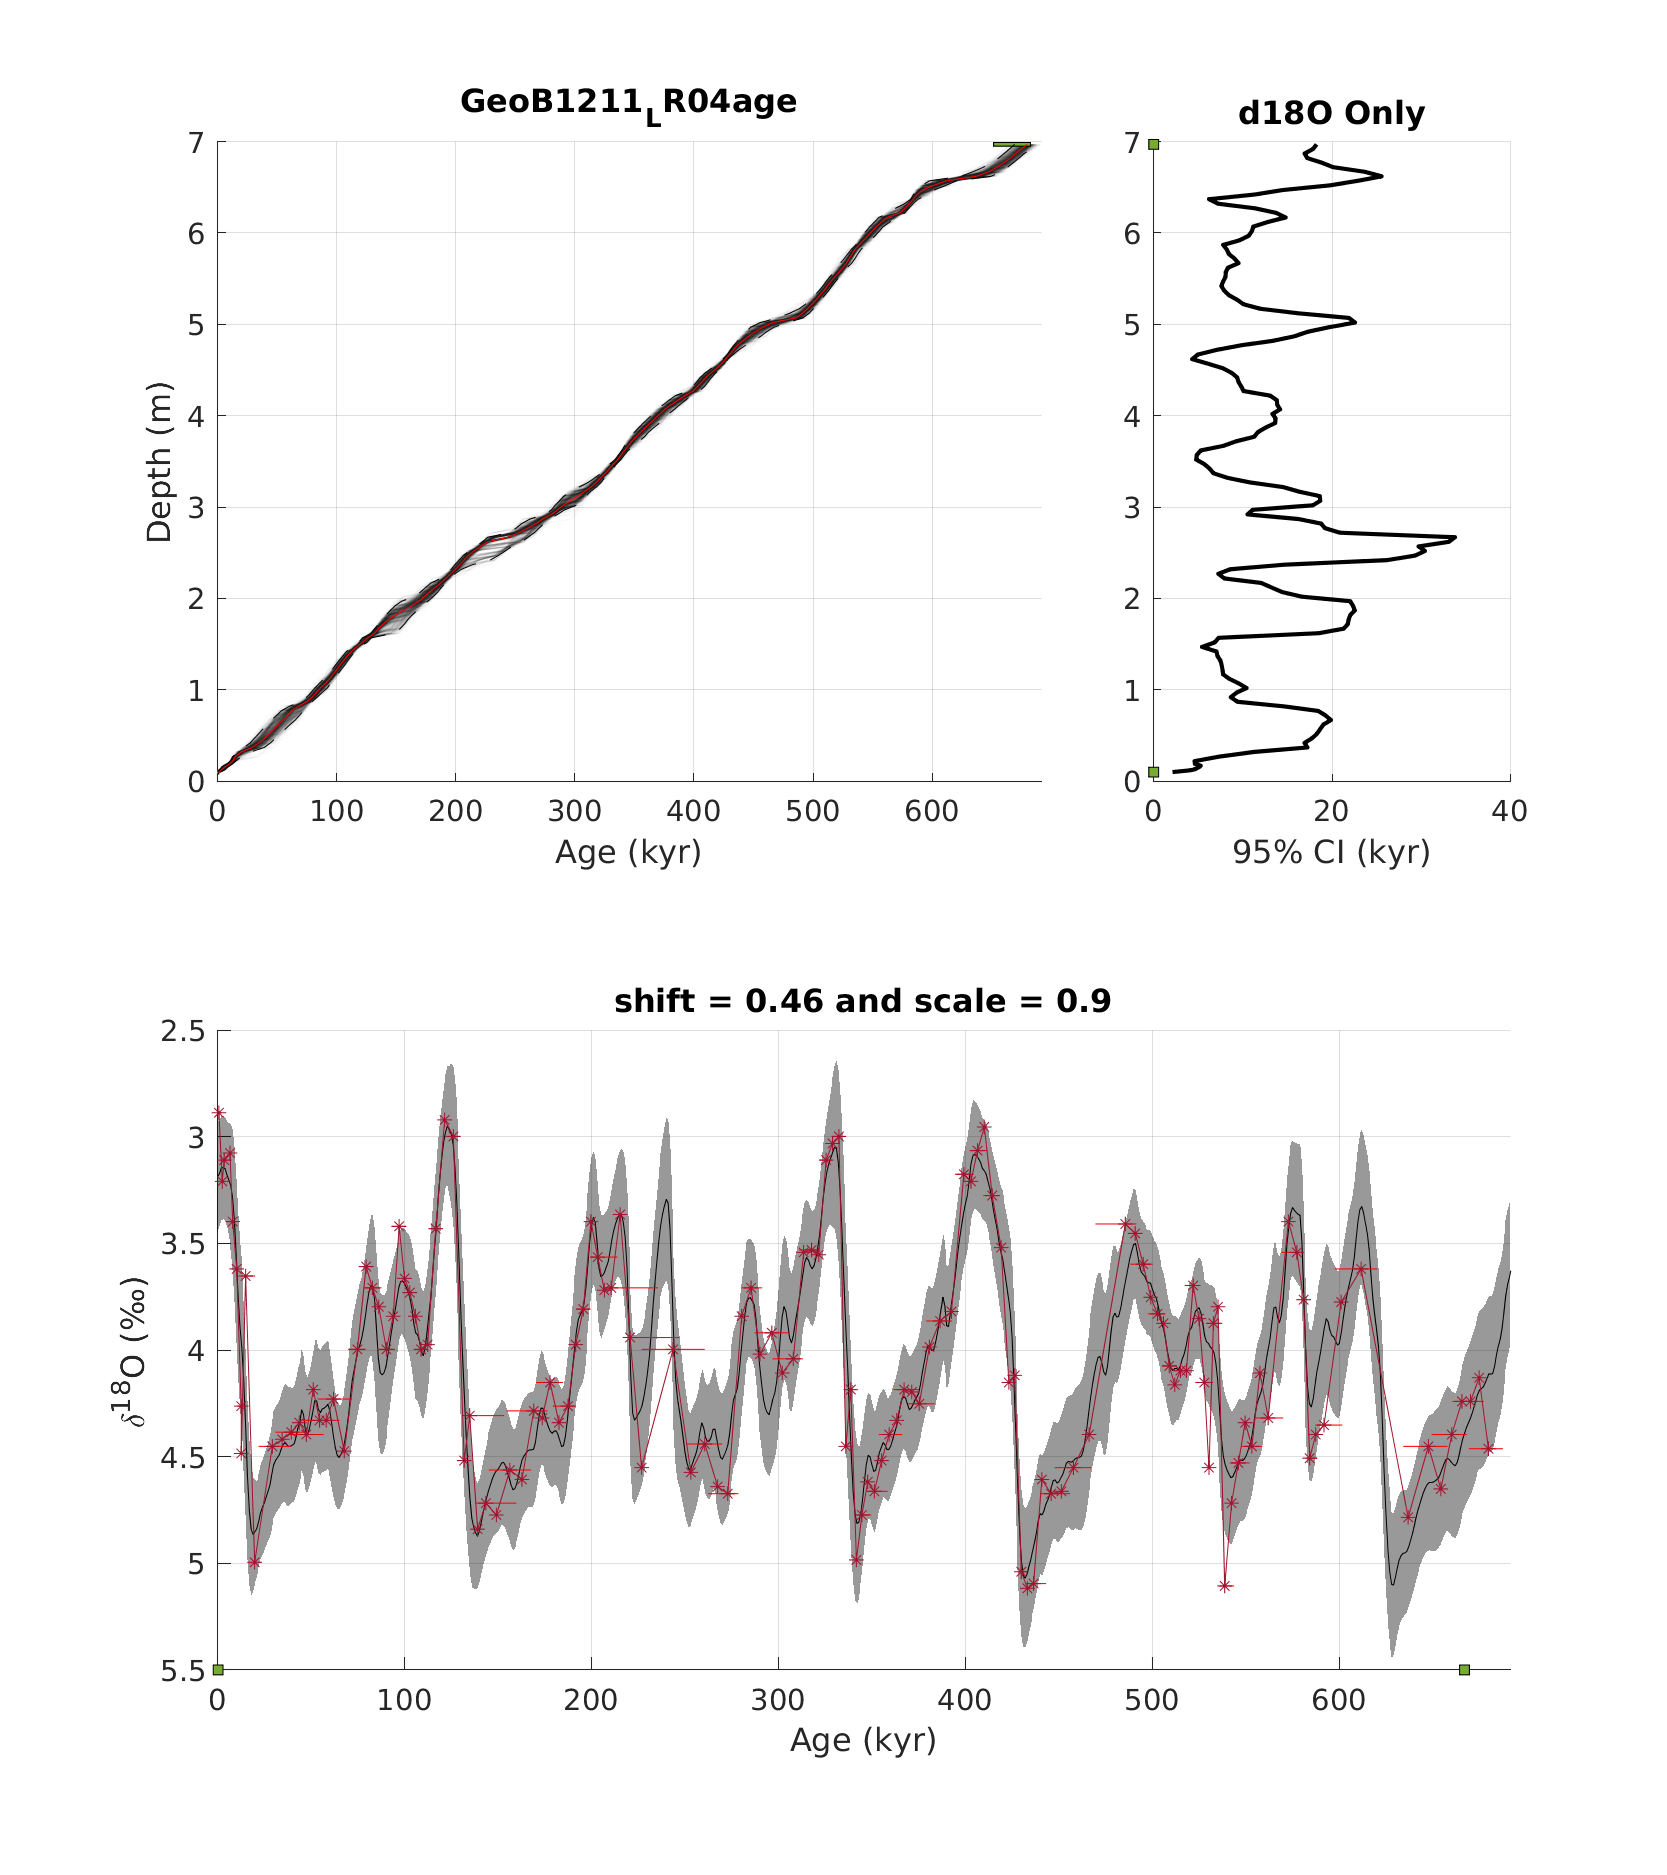 GeoB1211_LR04age
d18O Only
7
6
5
4
3
2
1
0
Depth (m)
0 100 200 300 400 500 600
Age (kyr)
7
6
5
4
3
2
1
0
0 20 40
95% CI (kyr)
shift = 0.46 and scale = 0.9
2.5
3
3.5
4
4.5
5
5.5
δ¹⁸O (‰)
0 100 200 300 400 500 600
Age (kyr)